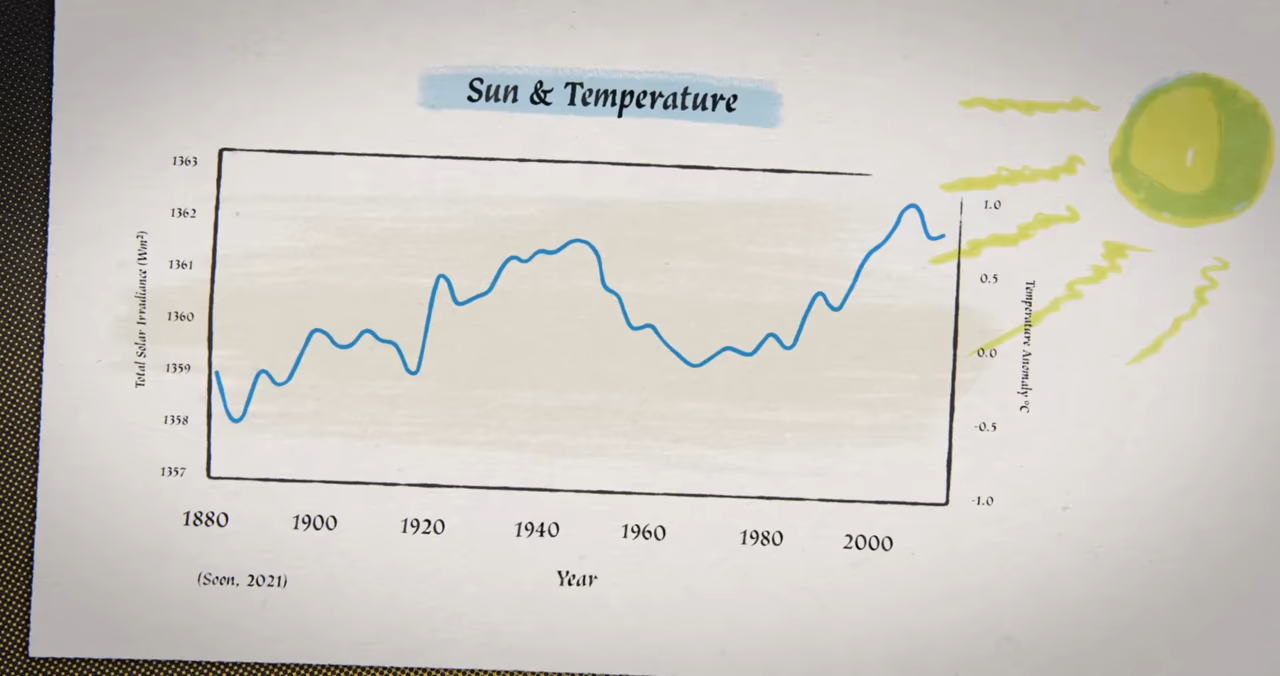 Sun & Temperature
1363
1362
1361
1360
1359
1358
1357
Total Solar Irradiance (Wm²)
1.0
0.5
0.0
-0.5
-1.0
Temperature Anomaly °C
1880 1900 1920 1940 1960 1980 2000
Year
(Soon, 2021)